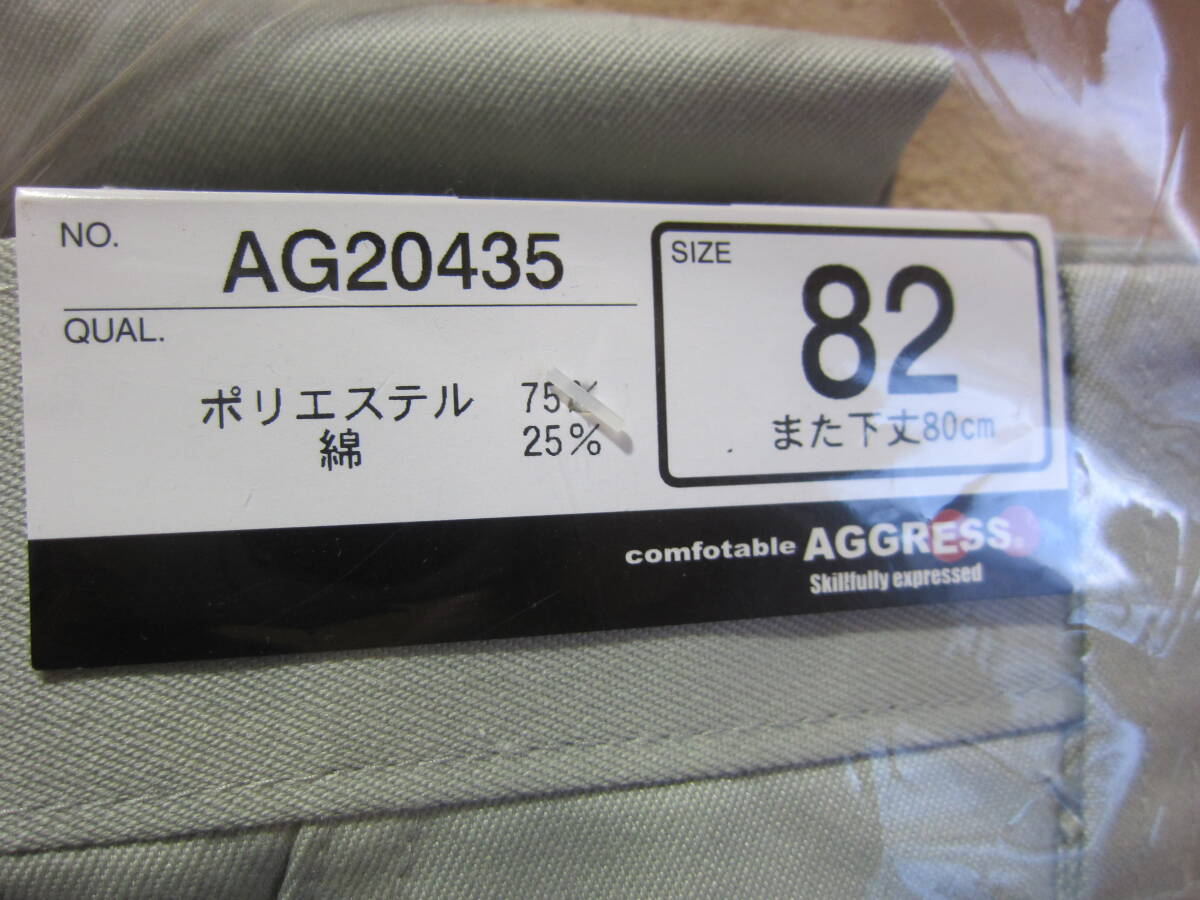 NO. AG20435
QUAL.
ポリエステル 75%
綿 25%
SIZE
82
また下丈80cm
comfotable AGGRESS®
Skillfully expressed